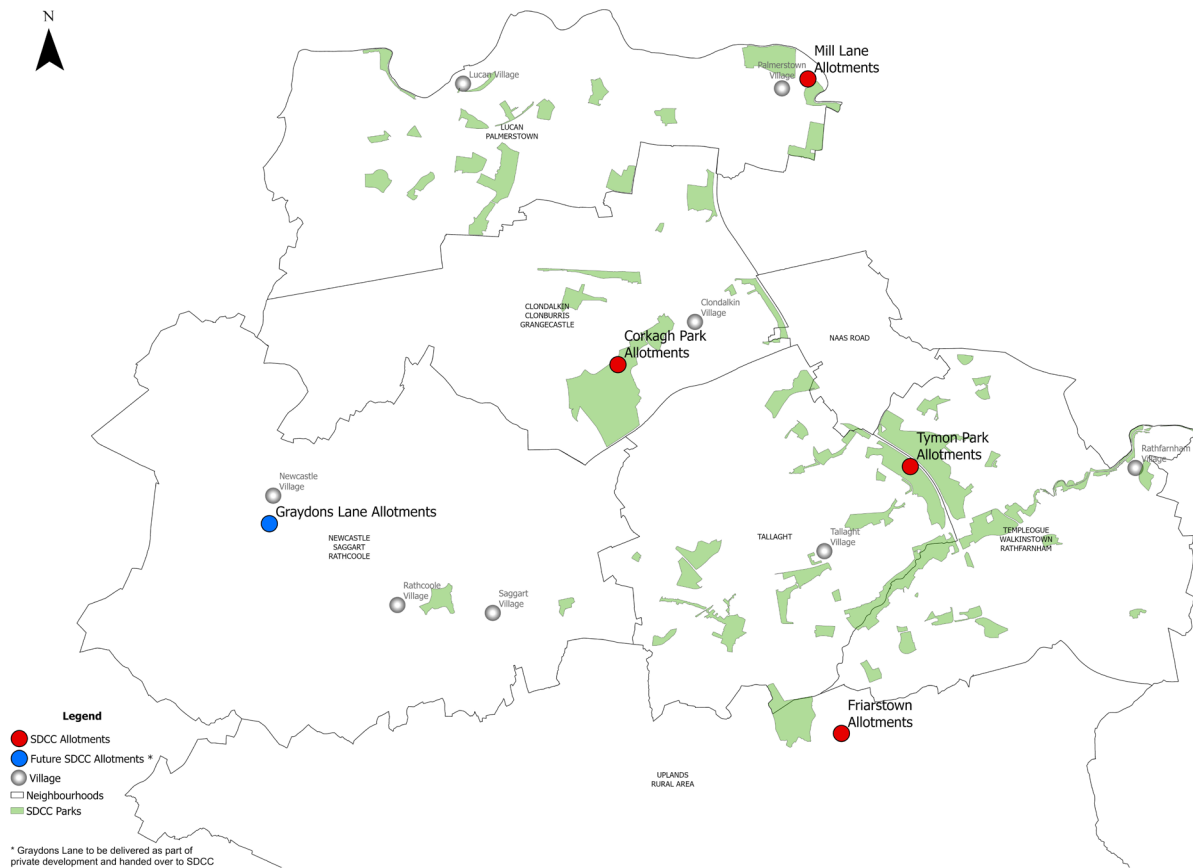 N
Mill Lane
Allotments
Palmerstown
Village
Lucan Village
LUCAN
PALMERSTOWN
CLONDALKIN
CLONBURRIS
GRANGECASTLE
Clondalkin
Village
Corkagh Park
Allotments
NAAS ROAD
Tymon Park
Allotments
Rathfarnham
Village
Newcastle
Village
Graydons Lane Allotments
NEWCASTLE
SAGGART
RATHCOOLE
TALLAGHT
Tallaght
Village
TEMPLEOGUE
WALKINSTOWN
RATHFARNHAM
Rathcoole
Village
Saggart
Village
Friarstown
Allotments
UPLANDS
RURAL AREA
Legend
SDCC Allotments
Future SDCC Allotments *
Village
Neighbourhoods
SDCC Parks
* Graydons Lane to be delivered as part of
private development and handed over to SDCC